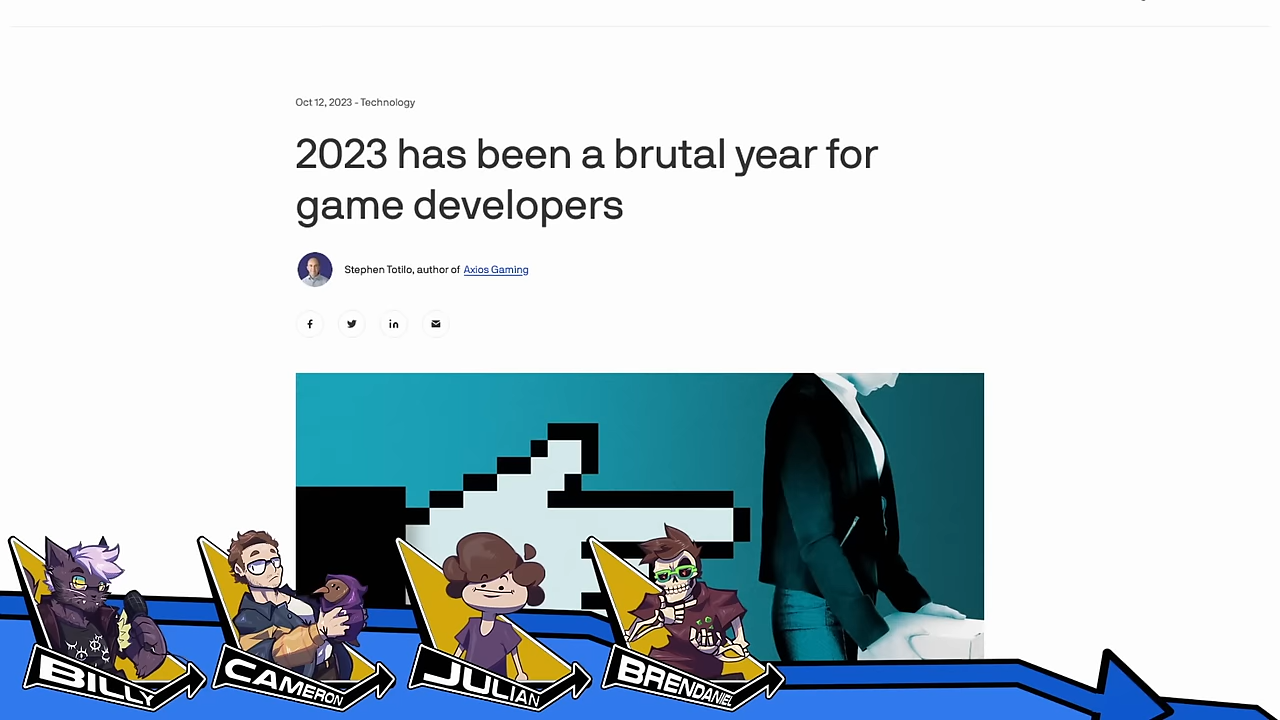 Oct 12, 2023 - Technology
2023 has been a brutal year for
game developers
Stephen Totilo, author of Axios Gaming
BILLY
CAMERON
JULIAN
BRENDANIEL